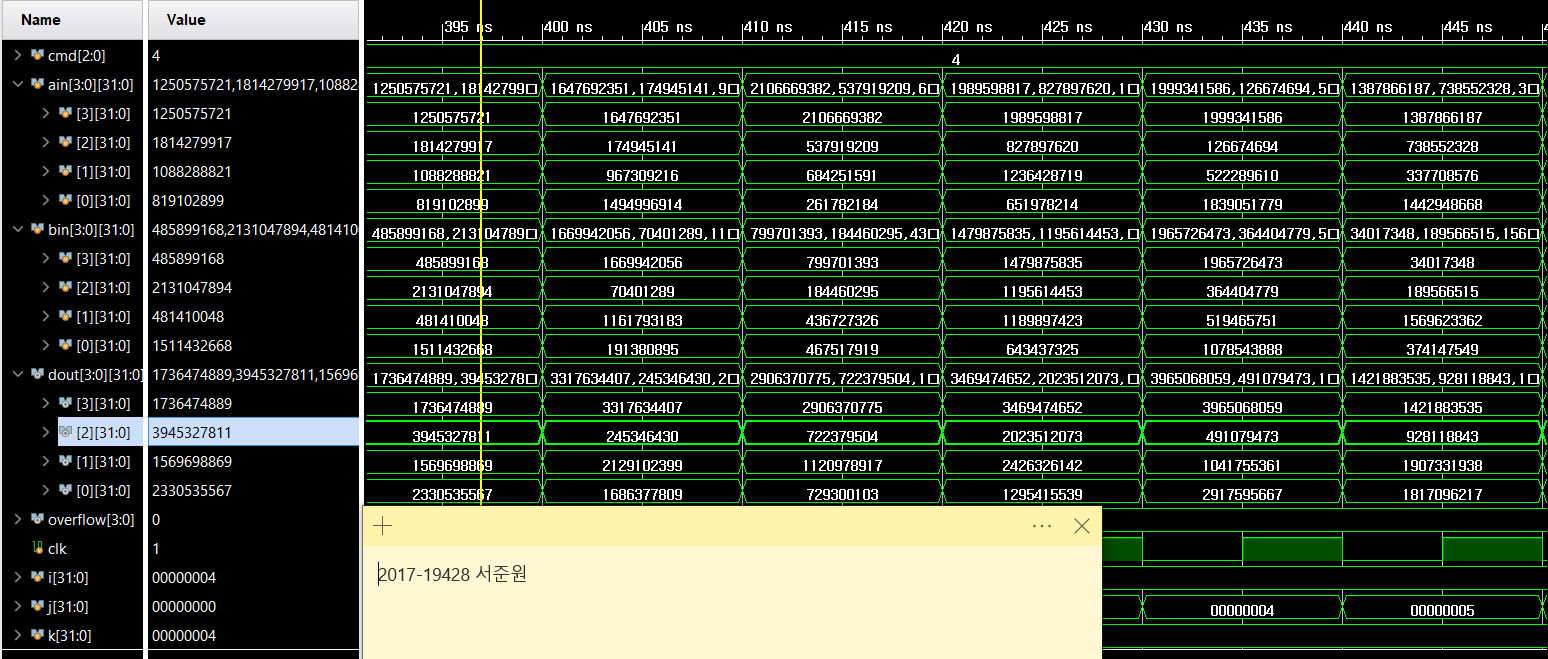 Name Value
395 ns 400 ns 405 ns 410 ns 415 ns 420 ns 425 ns 430 ns 435 ns 440 ns 445 ns
cmd[2:0] 4 4
ain[3:0][31:0] 1250575721,1814279917,10882 1250575721,18142799 1647692351,174945141,9 2106669382,537919209,6 1989598817,827897620,1 1999341586,126674694,5 1387866187,738552328,3
[3][31:0] 1250575721 1250575721 1647692351 2106669382 1989598817 1999341586 1387866187
[2][31:0] 1814279917 1814279917 174945141 537919209 827897620 126674694 738552328
[1][31:0] 1088288821 1088288821 967309216 684251591 1236428719 522289610 337708576
[0][31:0] 819102899 819102899 1494996914 261782184 651978214 1839051779 1442948668
bin[3:0][31:0] 485899168,2131047894,481410 485899168,213104789 1669942056,70401289,11 799701393,184460295,43 1479875835,1195614453, 1965726473,364404779,5 34017348,189566515,156
[3][31:0] 485899168 485899168 1669942056 799701393 1479875835 1965726473 34017348
[2][31:0] 2131047894 2131047894 70401289 184460295 1195614453 364404779 189566515
[1][31:0] 481410048 481410048 1161793183 436727326 1189897423 519465751 1569623362
[0][31:0] 1511432668 1511432668 191380895 467517919 643437325 1078543888 374147549
dout[3:0][31:0] 1736474889,3945327811,1569 1736474889,39453278 3317634407,245346430,2 2906370775,722379504,1 3469474652,2023512073, 3965068059,491079473,1 1421883535,928118843,1
[3][31:0] 1736474889 1736474889 3317634407 2906370775 3469474652 3965068059 1421883535
[2][31:0] 3945327811 3945327811 245346430 722379504 2023512073 491079473 928118843
[1][31:0] 1569698869 1569698869 2129102399 1120978917 2426326142 1041755361 1907331938
[0][31:0] 2330535567 2330535567 1686377809 729300103 1295415539 2917595667 1817096217
overflow[3:0] 0
clk 1
2017-19428 서준원
i[31:0] 00000004
j[31:0] 00000000 00000004 00000005
k[31:0] 00000004